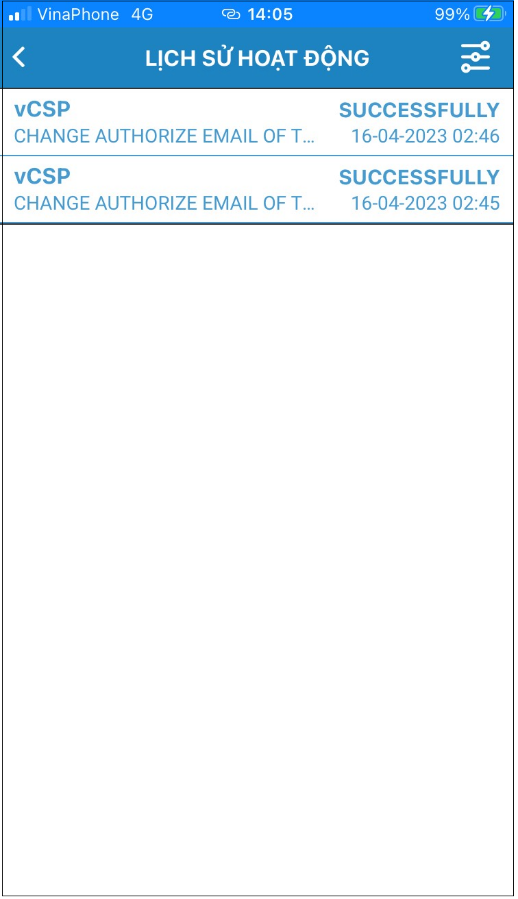 VinaPhone 4G 14:05 99%
LỊCH SỬ HOẠT ĐỘNG
vCSP SUCCESSFULLY
CHANGE AUTHORIZE EMAIL OF T... 16-04-2023 02:46
vCSP SUCCESSFULLY
CHANGE AUTHORIZE EMAIL OF T... 16-04-2023 02:45